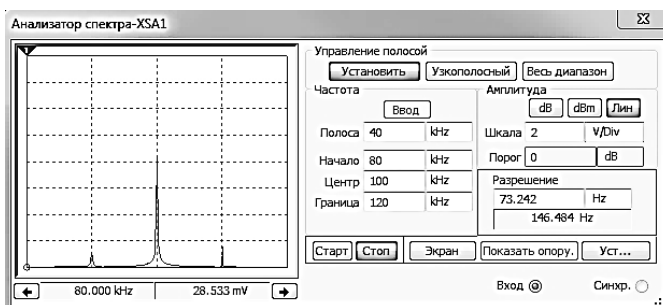 Анализатор спектра-XSA1
Управление полосой
Установить Узкополосный Весь диапазон
Частота
Ввод
Полоса 40 kHz
Начало 80 kHz
Центр 100 kHz
Граница 120 kHz
Амплитуда
dB dBm Лин
Шкала 2 V/Div
Порог 0 dB
Разрешение
73.242 Hz
146.484 Hz
Старт Стоп Экран Показать опору. Уст...
80.000 kHz 28.533 mV
Вход Синхр.